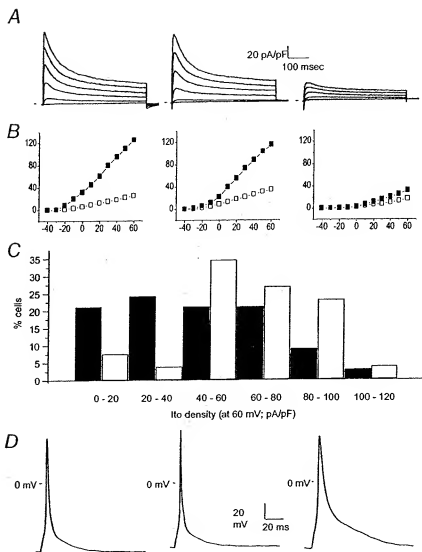 A
20 pA/pF
100 msec
B
120
80
40
0
-40 -20 0 20 40 60
120
80
40
0
-40 -20 0 20 40 60
120
80
40
0
-40 -20 0 20 40 60
C
% cells
35
30
25
20
15
10
5
0
0 - 20 20 - 40 40 - 60 60 - 80 80 - 100 100 - 120
Ito density (at 60 mV; pA/pF)
D
0 mV
0 mV
0 mV
20
mV
20 ms